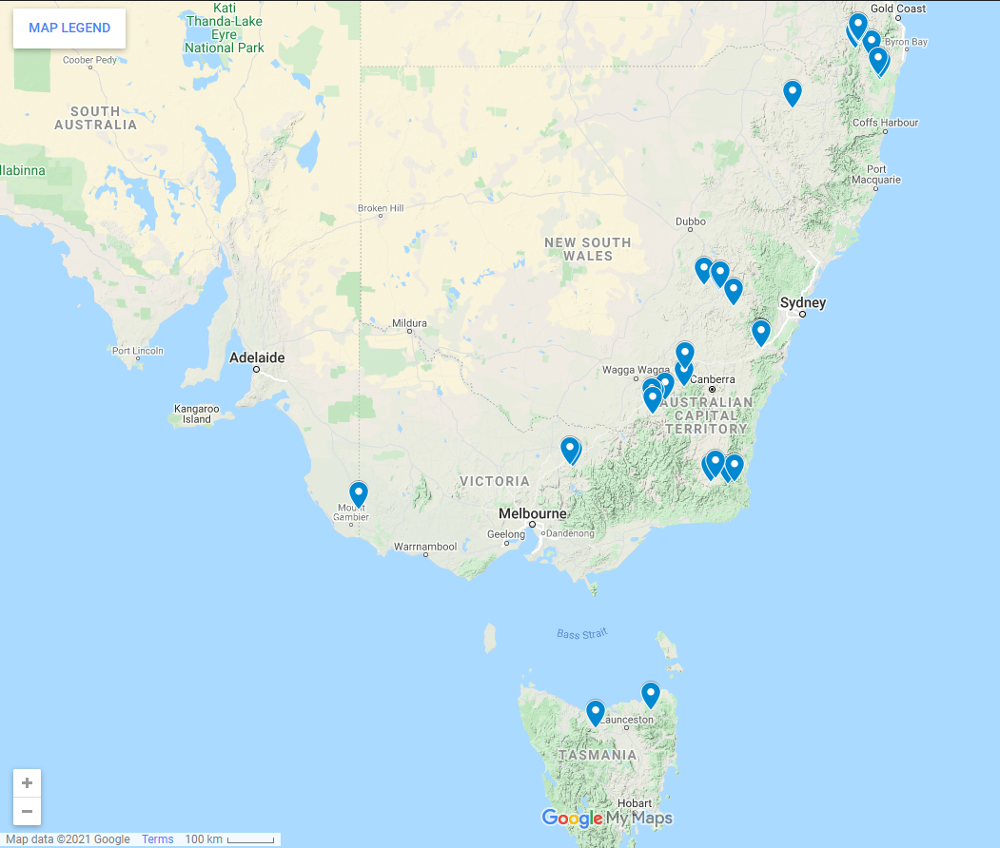 MAP LEGEND
Kati
Thanda-Lake
Eyre
National Park
Gold Coast
Byron Bay
Coober Pedy
SOUTH
AUSTRALIA
Coffs Harbour
llabinna
Port
Macquarie
Broken Hill
Dubbo
NEW SOUTH
WALES
Sydney
Mildura
Port Lincoln
Adelaide
Wagga Wagga
Canberra
Kangaroo
Island
AUSTRALIAN
CAPITAL
TERRITORY
VICTORIA
Mount
Gambier
Melbourne
Geelong
Dandenong
Warrnambool
Bass Strait
Launceston
TASMANIA
Hobart
Google My Maps
Map data ©2021 Google Terms 100 km